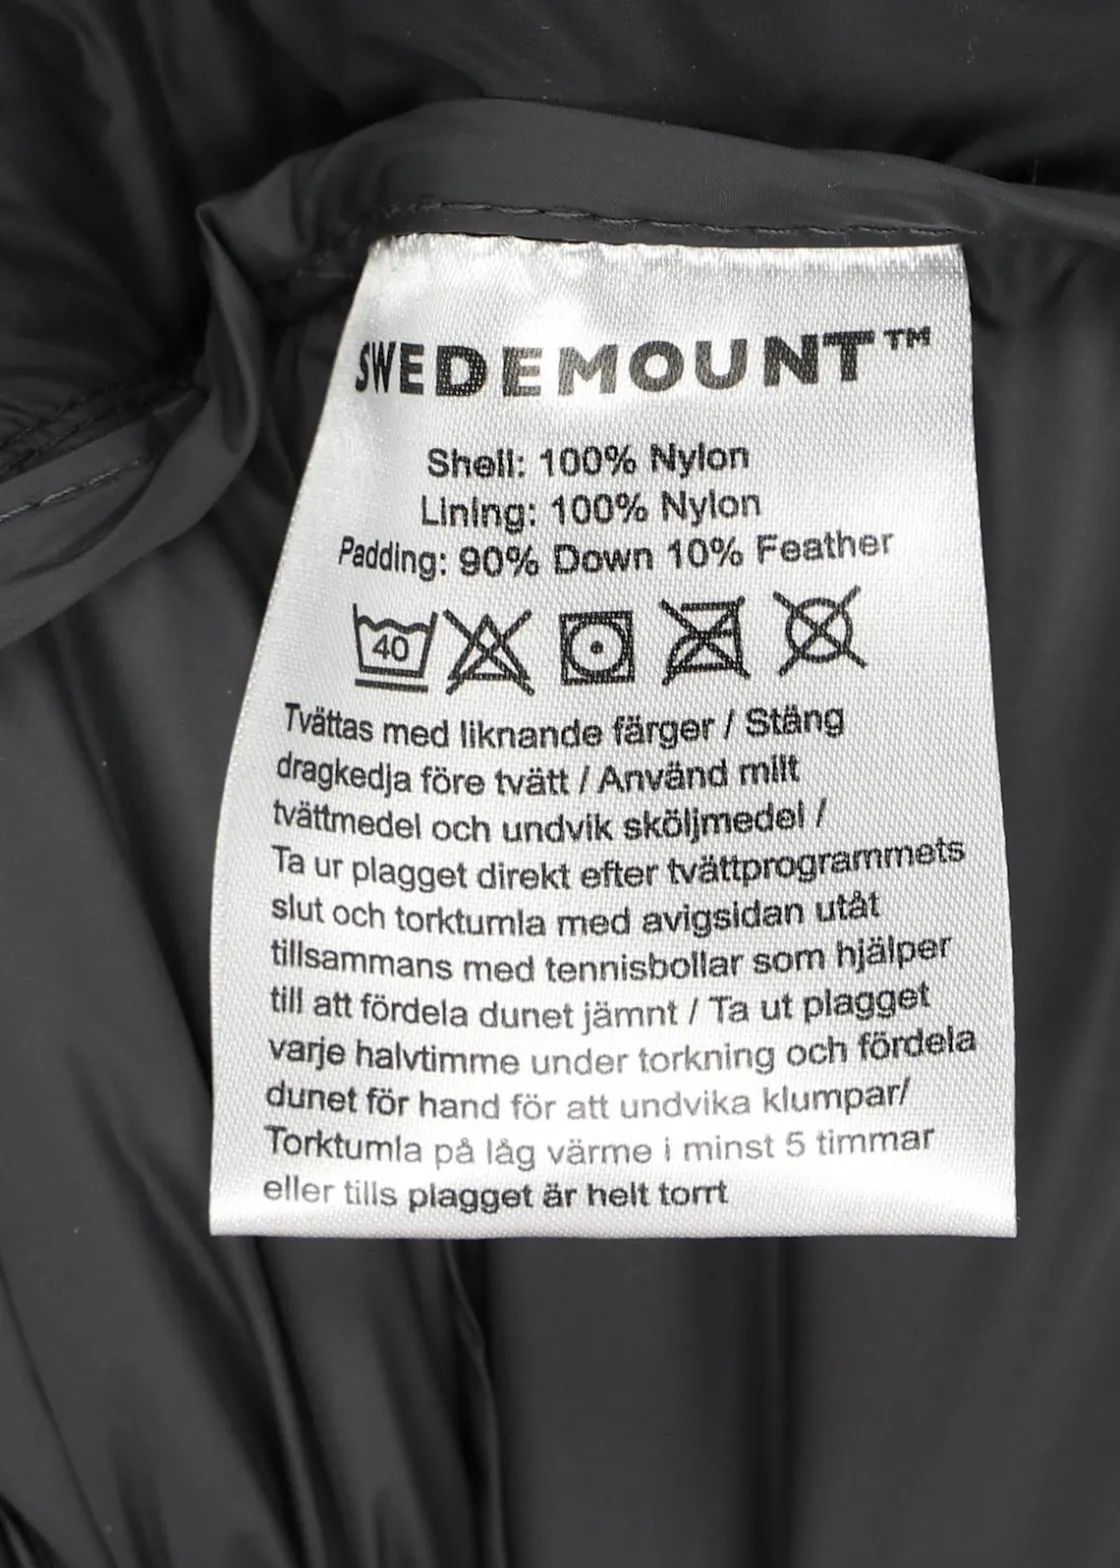 SWEDEMOUNT™
Shell: 100% Nylon
Lining: 100% Nylon
Padding: 90% Down 10% Feather
40
Tvättas med liknande färger / Stäng
dragkedja före tvätt / Använd milt
tvättmedel och undvik sköljmedel /
Ta ur plagget direkt efter tvättprogrammets
slut och torktumla med avigsidan utåt
tillsammans med tennisbollar som hjälper
till att fördela dunet jämnt / Ta ut plagget
varje halvtimme under torkning och fördela
dunet för hand för att undvika klumpar/
Torktumla på låg värme i minst 5 timmar
eller tills plagget är helt torrt